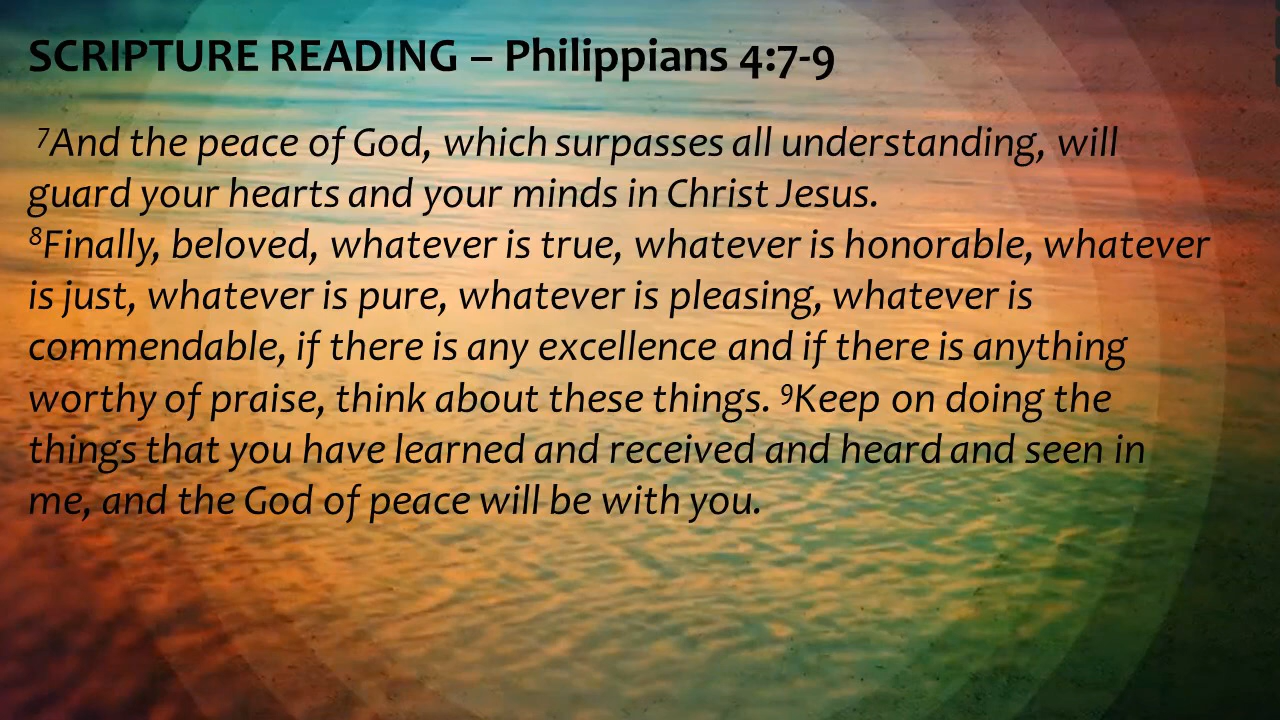 SCRIPTURE READING – Philippians 4:7-9
⁷And the peace of God, which surpasses all understanding, will
guard your hearts and your minds in Christ Jesus.
⁸Finally, beloved, whatever is true, whatever is honorable, whatever
is just, whatever is pure, whatever is pleasing, whatever is
commendable, if there is any excellence and if there is anything
worthy of praise, think about these things. ⁹Keep on doing the
things that you have learned and received and heard and seen in
me, and the God of peace will be with you.